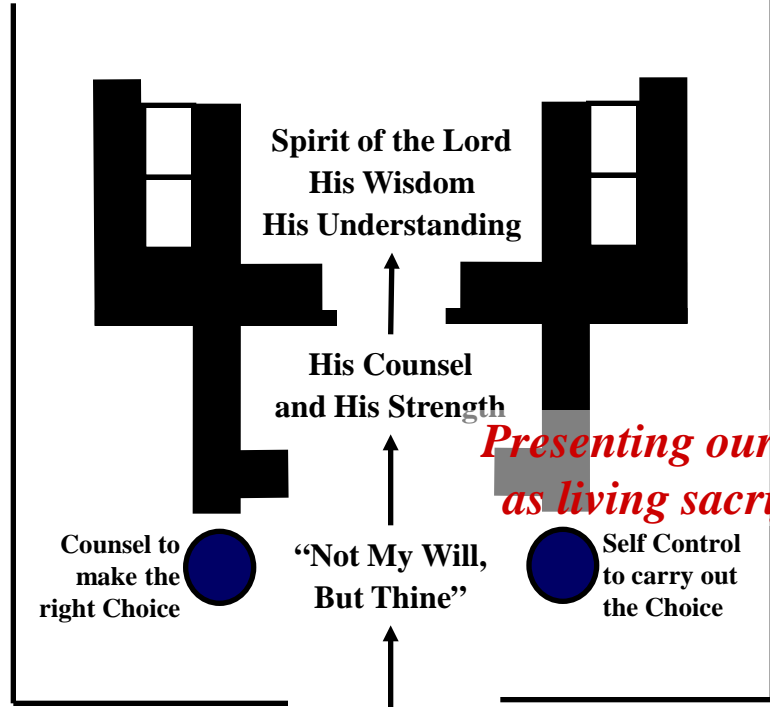 Spirit of the Lord
His Wisdom
His Understanding
His Counsel
and His Strength
Presenting our
as living
Counsel to
make the
right Choice
“Not My Will,
But Thine”
Self Control
to carry out
the Choice